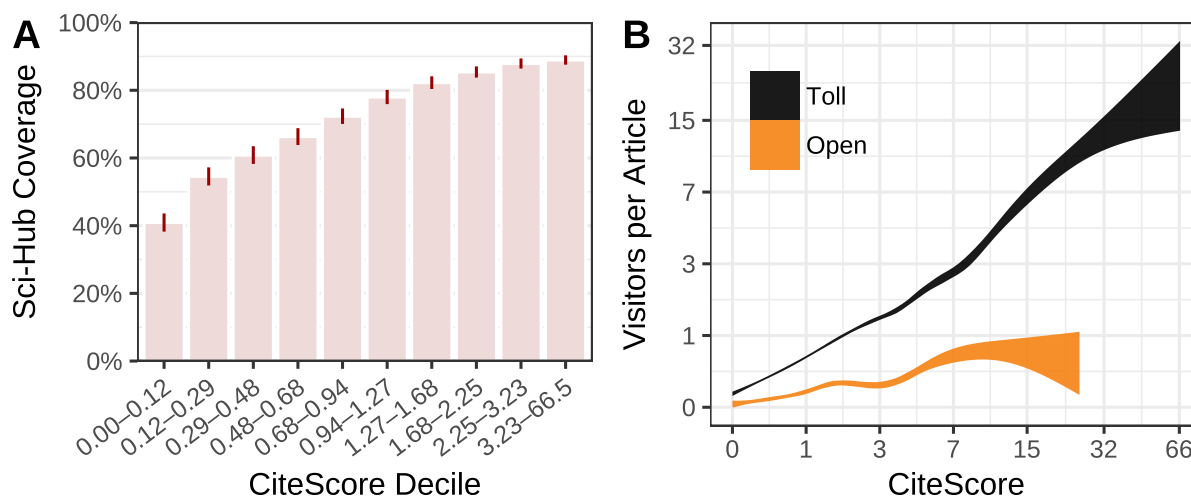 A
Sci-Hub Coverage
100%
80%
60%
40%
20%
0%
0.00–0.12
0.12–0.29
0.29–0.48
0.48–0.68
0.68–0.94
0.94–1.27
1.27–1.68
1.68–2.25
2.25–3.23
3.23–66.5
CiteScore Decile
B
Visitors per Article
32
15
7
3
1
0
Toll
Open
0 1 3 7 15 32 66
CiteScore